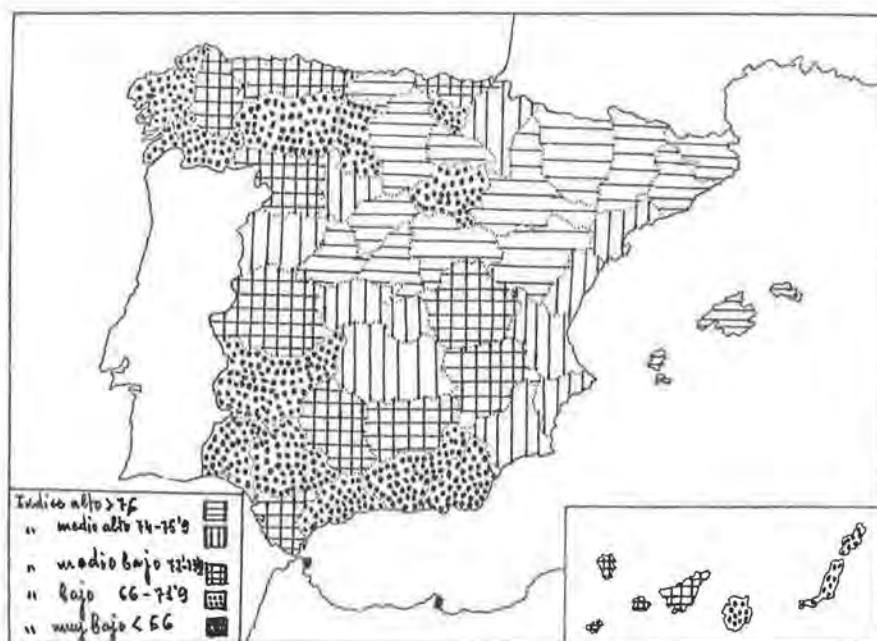 Indice alto > 76
" medio alto 74-75'9
" medio bajo
" bajo 66-71'9
" muy bajo < 66